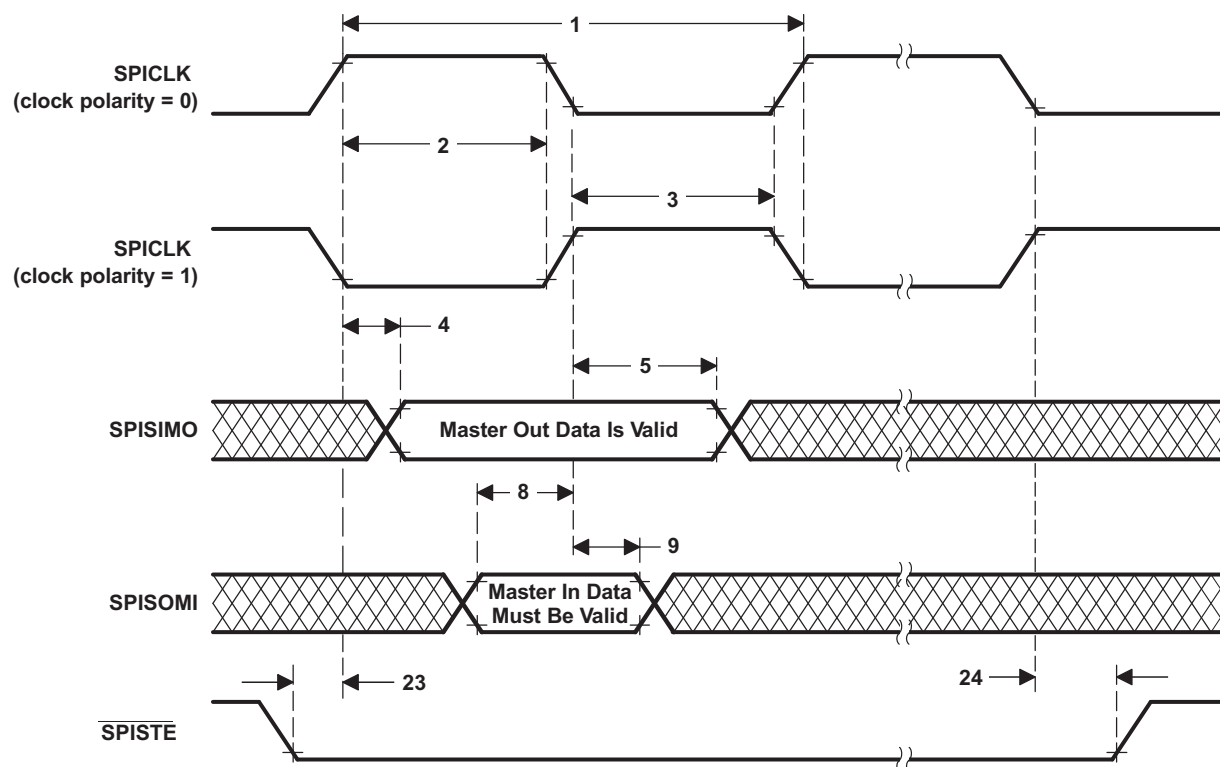 1
SPICLK
(clock polarity = 0)
2
3
SPICLK
(clock polarity = 1)
4
5
SPISIMO
Master Out Data Is Valid
8
9
SPISOMI
Master In Data
Must Be Valid
23
24
SPISTE